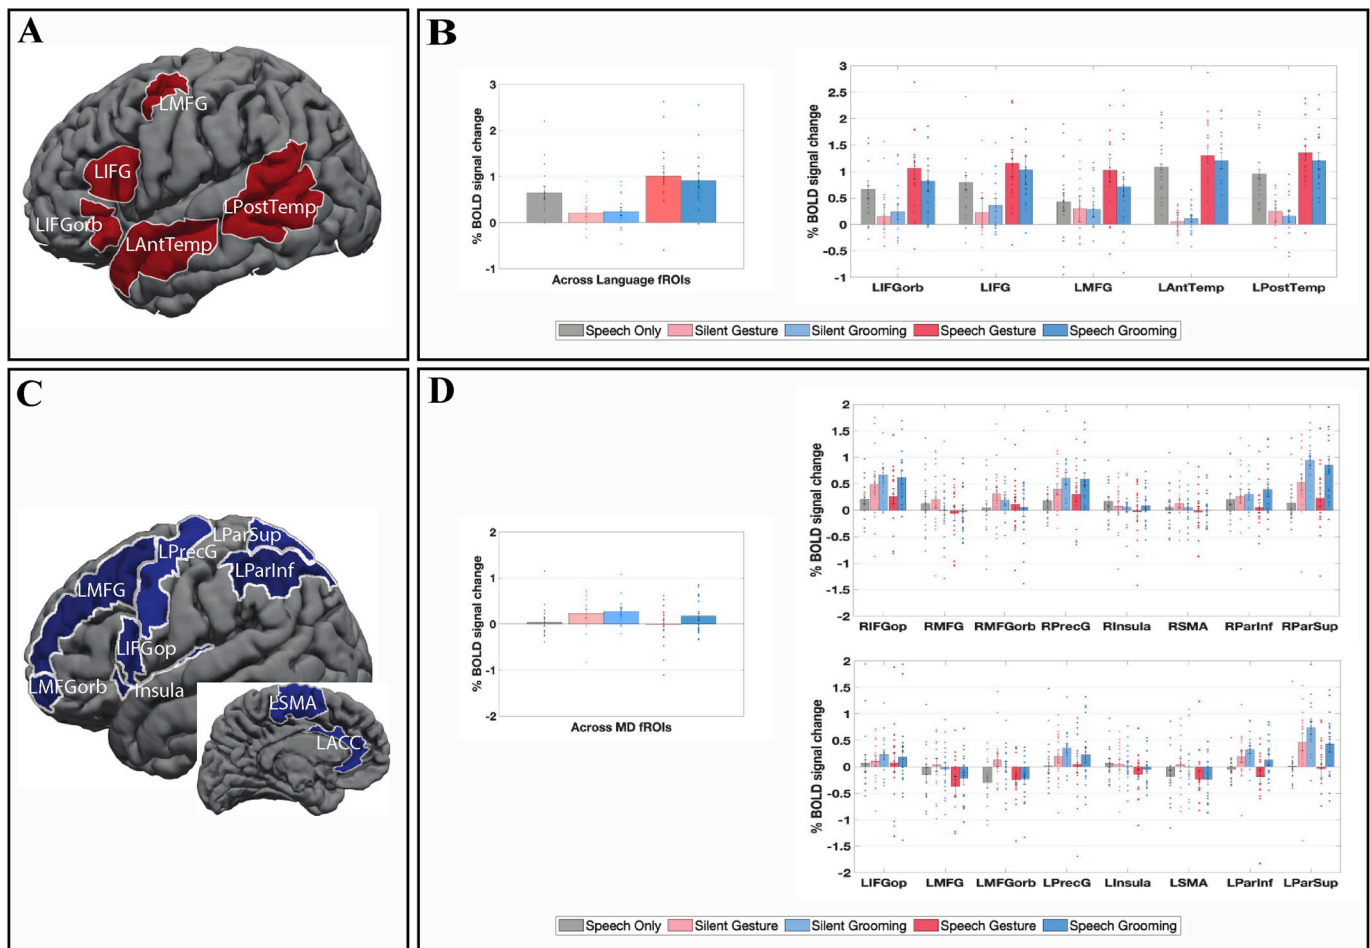 A
LMFG
LIFG
LIFGorb
LPostTemp
LAntTemp
B
% BOLD signal change
3
2
1
0
-1
Across Language fROIs
% BOLD signal change
3
2.5
2
1.5
1
0.5
0
-0.5
-1
LIFGorb LIFG LMFG LAntTemp LPostTemp
Speech Only Silent Gesture Silent Grooming Speech Gesture Speech Grooming
C
LParSup
LPrecG
LParInf
LMFG
LIFGop
LMFGorb
Insula
LSMA
LACC
D
% BOLD signal change
2
1
0
-1
-2
Across MD fROIs
% BOLD signal change
2
1.5
1
0.5
0
-0.5
-1
-1.5
-2
RIFGop RMFG RMFGorb RPrecG RInsula RSMA RParInf RParSup
% BOLD signal change
2
1.5
1
0.5
0
-0.5
-1
-1.5
-2
LIFGop LMFG LMFGorb LPrecG LInsula LSMA LParInf LParSup
Speech Only Silent Gesture Silent Grooming Speech Gesture Speech Grooming